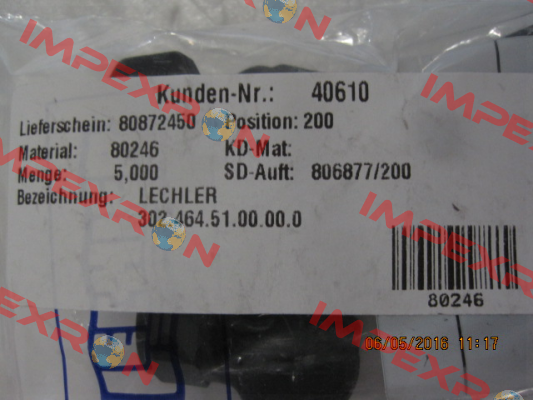 Kunden-Nr.: 40610
Lieferschein: 80872450 Position: 200
Material: 80246 KD-Mat:
Menge: 5,000 SD-Auft: 806877/200
Bezeichnung: LECHLER
302.464.51.00.00.0
80246
06/05/2016 11:17
IMPEXRON
IMPEXRON
IMPEXRON
IMPEXRON